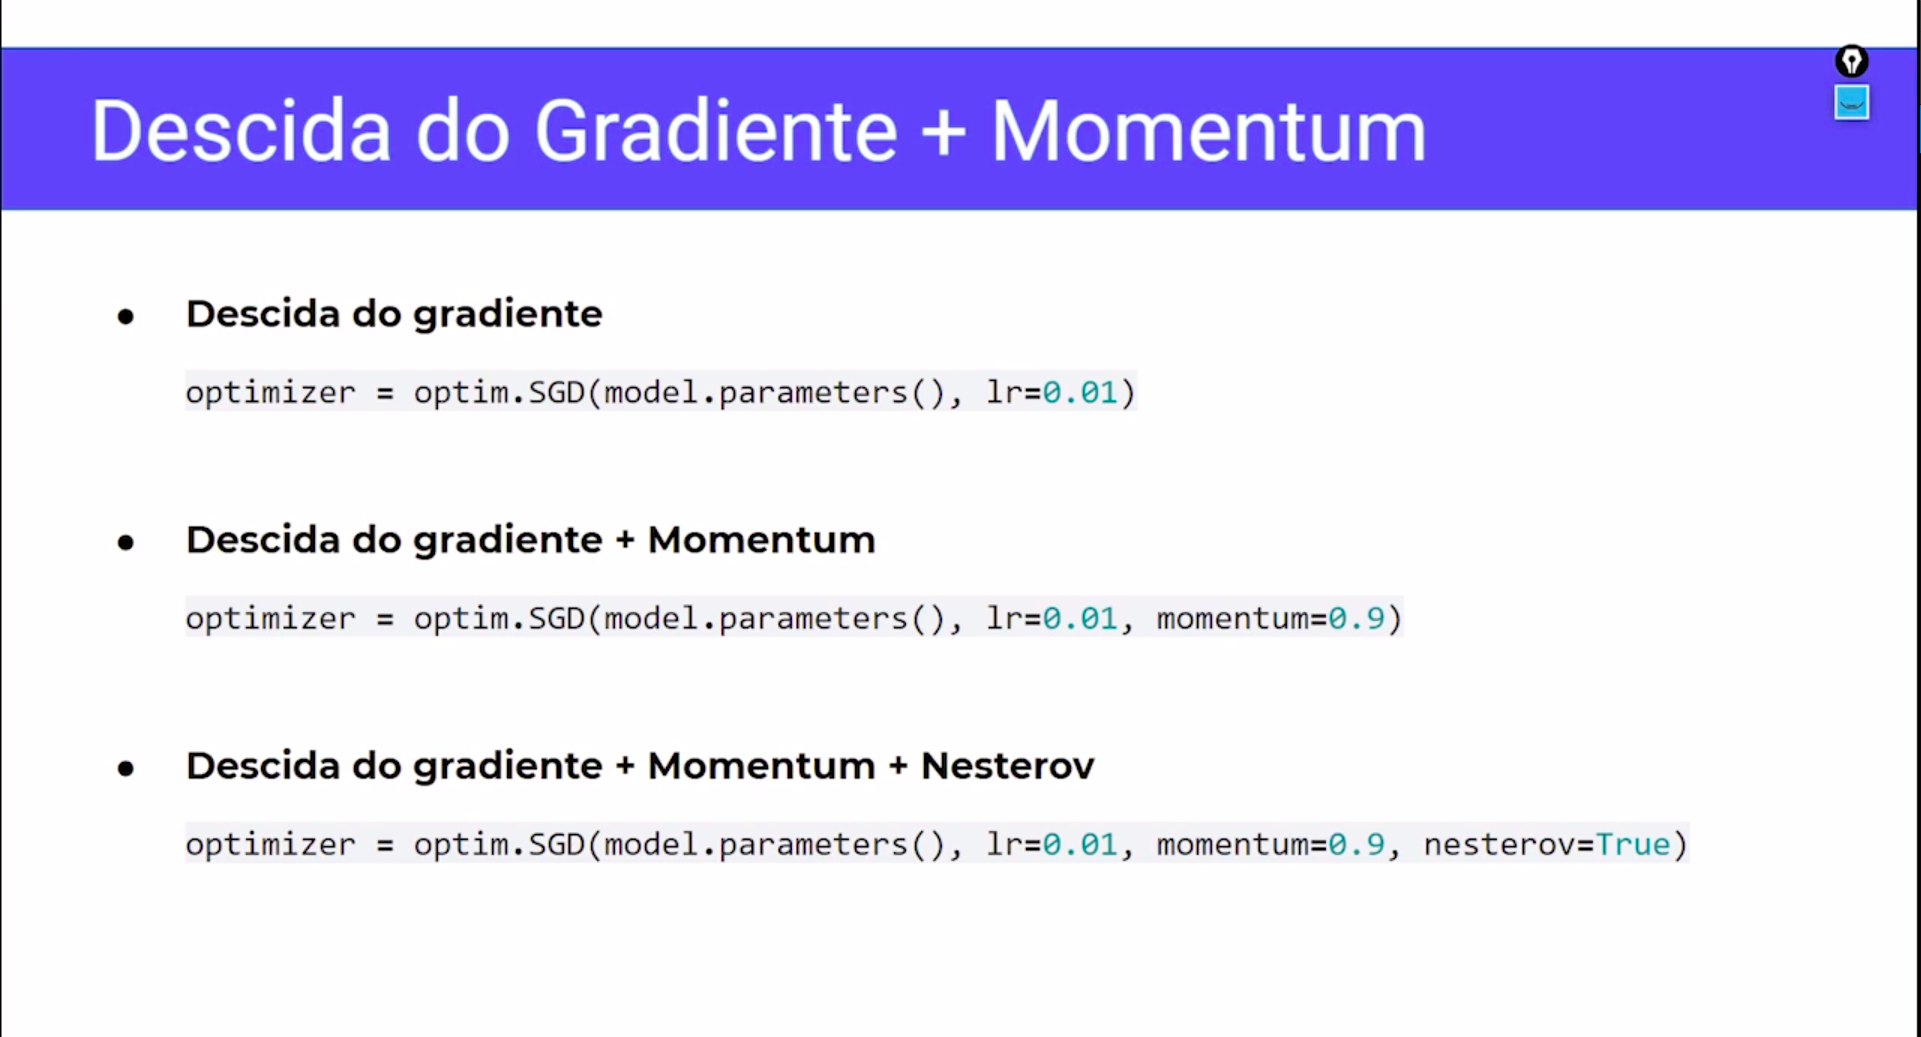 Descida do Gradiente + Momentum
● Descida do gradiente
optimizer = optim.SGD(model.parameters(), lr=0.01)
● Descida do gradiente + Momentum
optimizer = optim.SGD(model.parameters(), lr=0.01, momentum=0.9)
● Descida do gradiente + Momentum + Nesterov
optimizer = optim.SGD(model.parameters(), lr=0.01, momentum=0.9, nesterov=True)